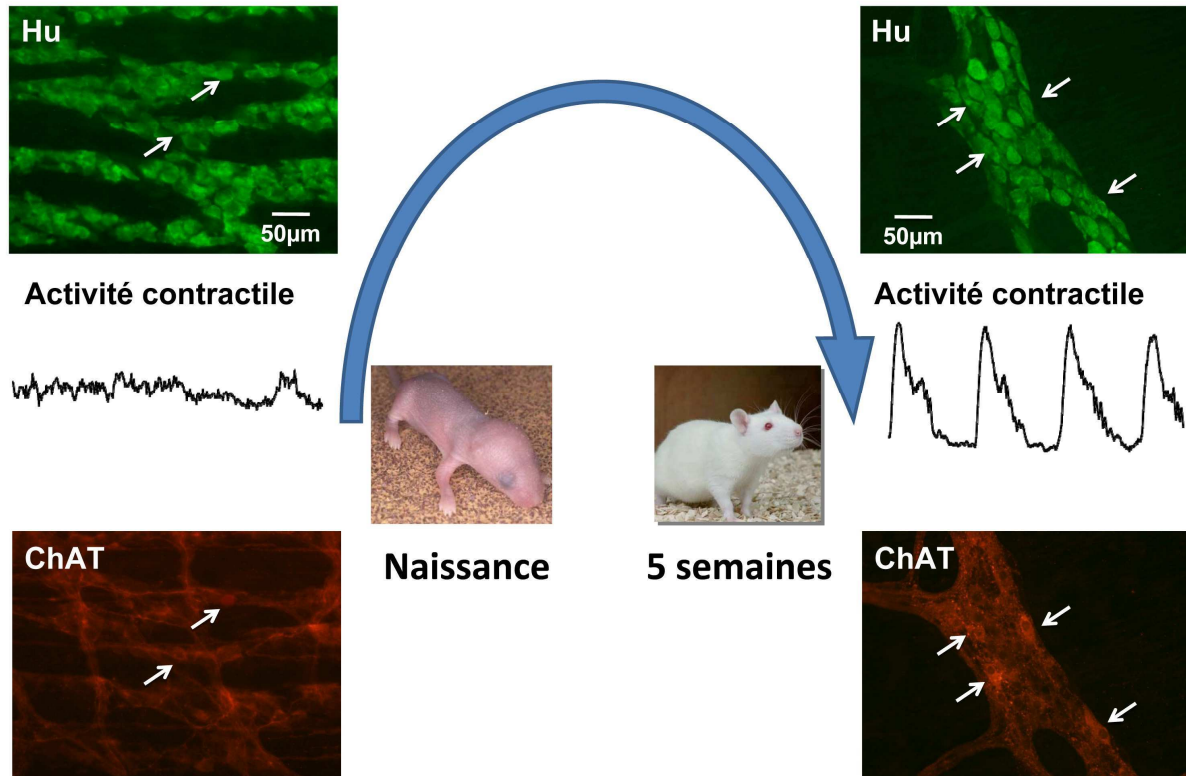 Hu
50µm
Activité contractile
ChAT
Naissance
5 semaines
Hu
50µm
Activité contractile
ChAT